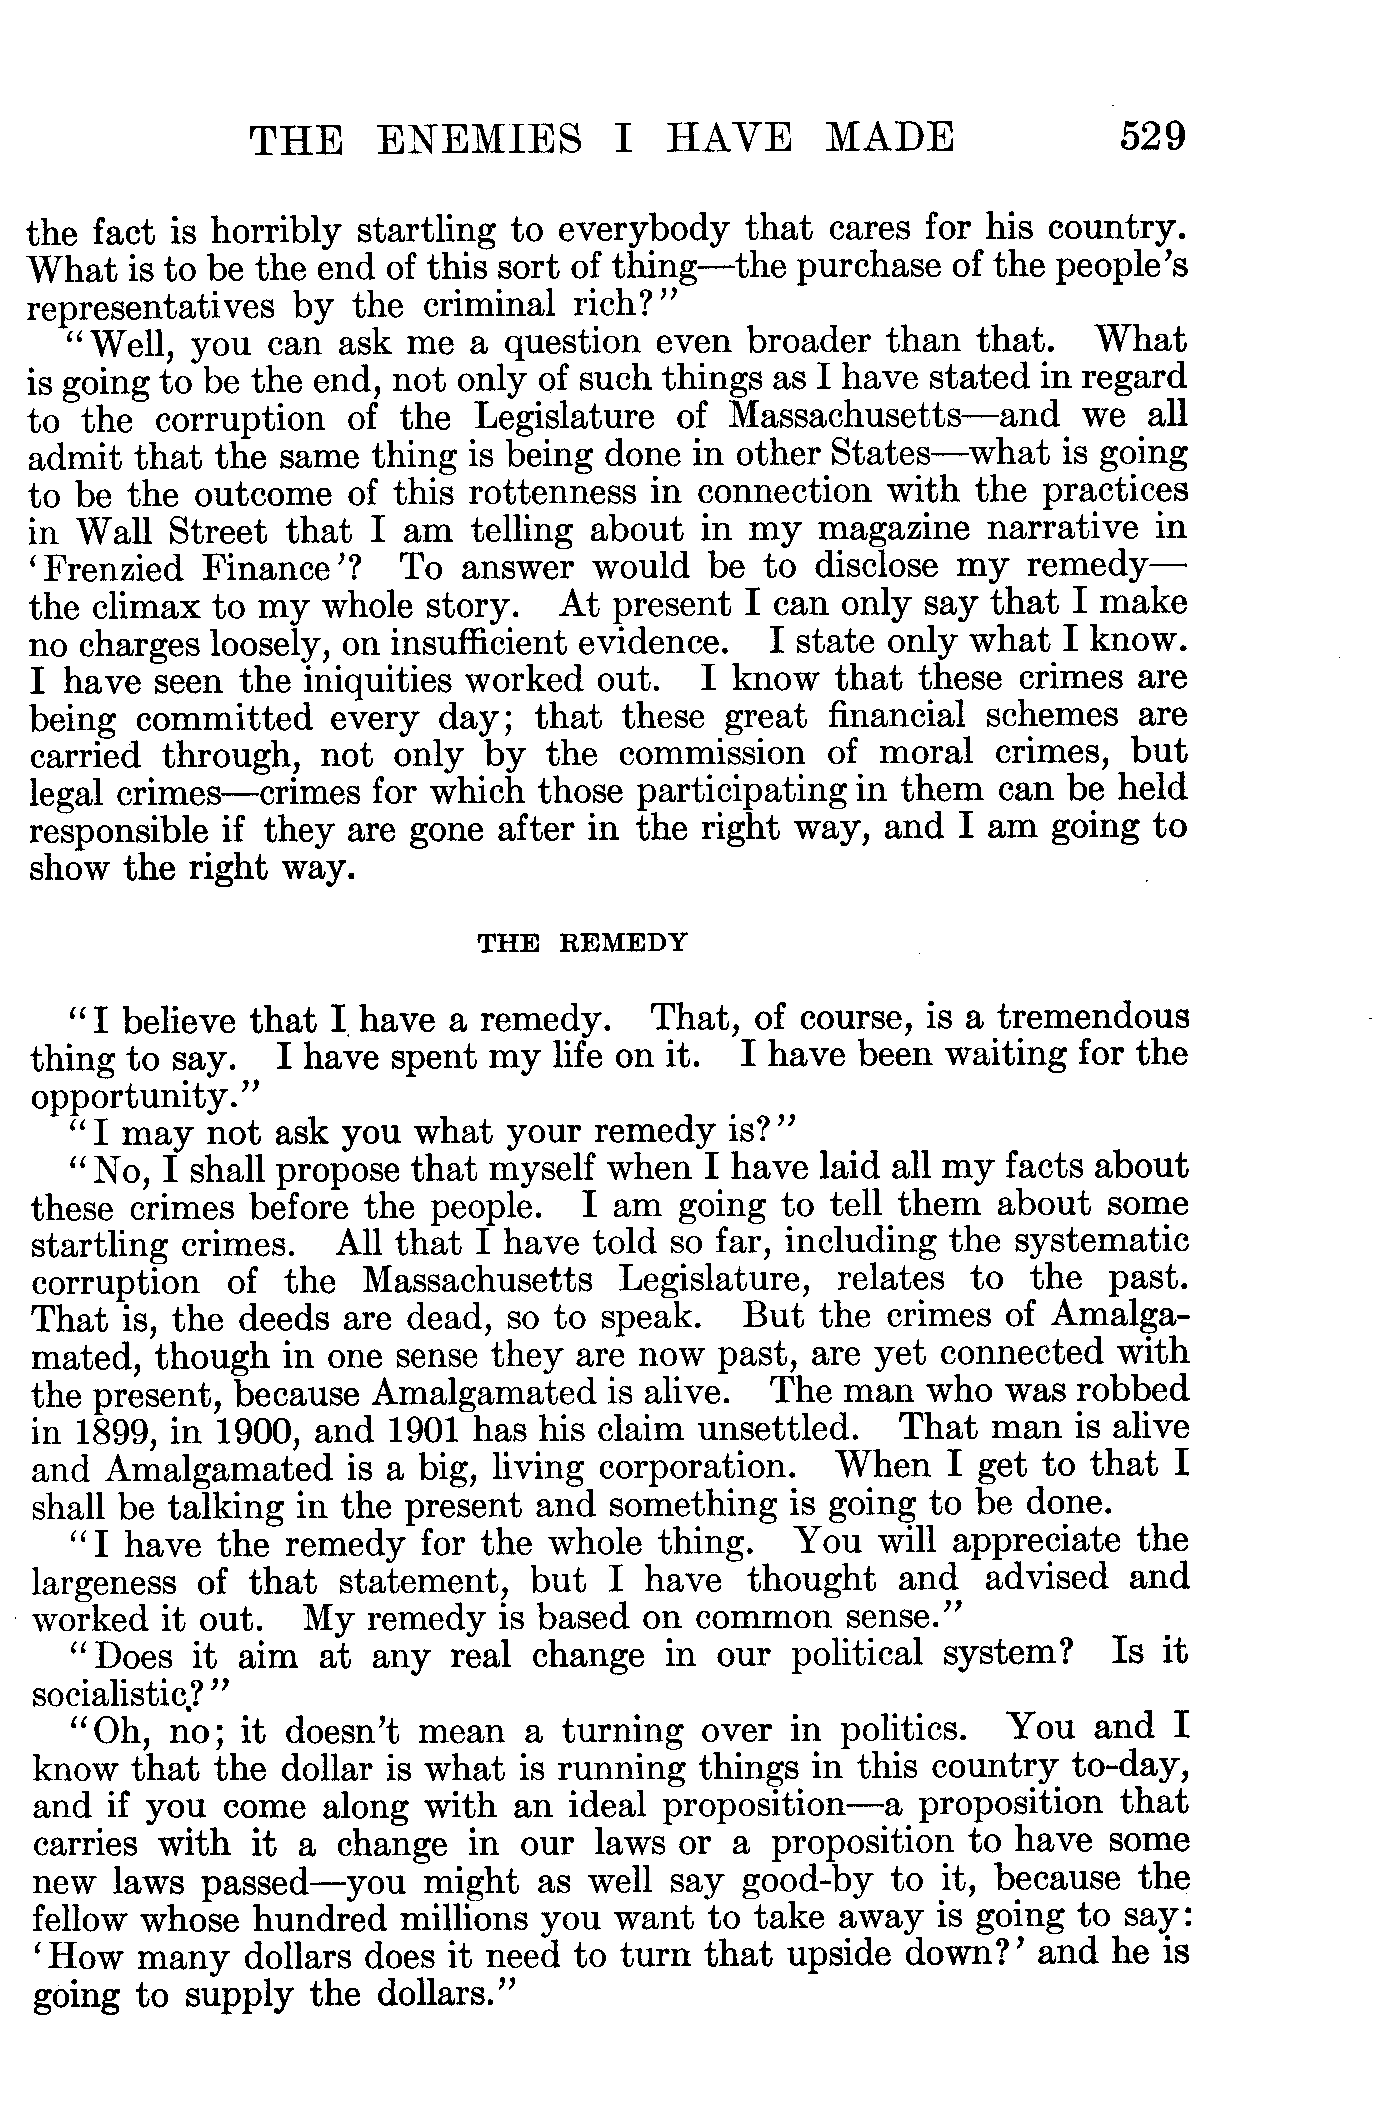 THE ENEMIES I HAVE MADE 529
the fact is horribly startling to everybody that cares for his country.
What is to be the end of this sort of thing—the purchase of the people's
representatives by the criminal rich?"
"Well, you can ask me a question even broader than that. What
is going to be the end, not only of such things as I have stated in regard
to the corruption of the Legislature of Massachusetts—and we all
admit that the same thing is being done in other States—what is going
to be the outcome of this rottenness in connection with the practices
in Wall Street that I am telling about in my magazine narrative in
'Frenzied Finance'? To answer would be to disclose my remedy—
the climax to my whole story. At present I can only say that I make
no charges loosely, on insufficient evidence. I state only what I know.
I have seen the iniquities worked out. I know that these crimes are
being committed every day; that these great financial schemes are
carried through, not only by the commission of moral crimes, but
legal crimes—crimes for which those participating in them can be held
responsible if they are gone after in the right way, and I am going to
show the right way.
THE REMEDY
"I believe that I have a remedy. That, of course, is a tremendous
thing to say. I have spent my life on it. I have been waiting for the
opportunity."
"I may not ask you what your remedy is?"
"No, I shall propose that myself when I have laid all my facts about
these crimes before the people. I am going to tell them about some
startling crimes. All that I have told so far, including the systematic
corruption of the Massachusetts Legislature, relates to the past.
That is, the deeds are dead, so to speak. But the crimes of Amalga-
mated, though in one sense they are now past, are yet connected with
the present, because Amalgamated is alive. The man who was robbed
in 1899, in 1900, and 1901 has his claim unsettled. That man is alive
and Amalgamated is a big, living corporation. When I get to that I
shall be talking in the present and something is going to be done.
"I have the remedy for the whole thing. You will appreciate the
largeness of that statement, but I have thought and advised and
worked it out. My remedy is based on common sense."
"Does it aim at any real change in our political system? Is it
socialistic?"
"Oh, no; it doesn't mean a turning over in politics. You and I
know that the dollar is what is running things in this country to-day,
and if you come along with an ideal proposition—a proposition that
carries with it a change in our laws or a proposition to have some
new laws passed—you might as well say good-by to it, because the
fellow whose hundred millions you want to take away is going to say:
'How many dollars does it need to turn that upside down?' and he is
going to supply the dollars."